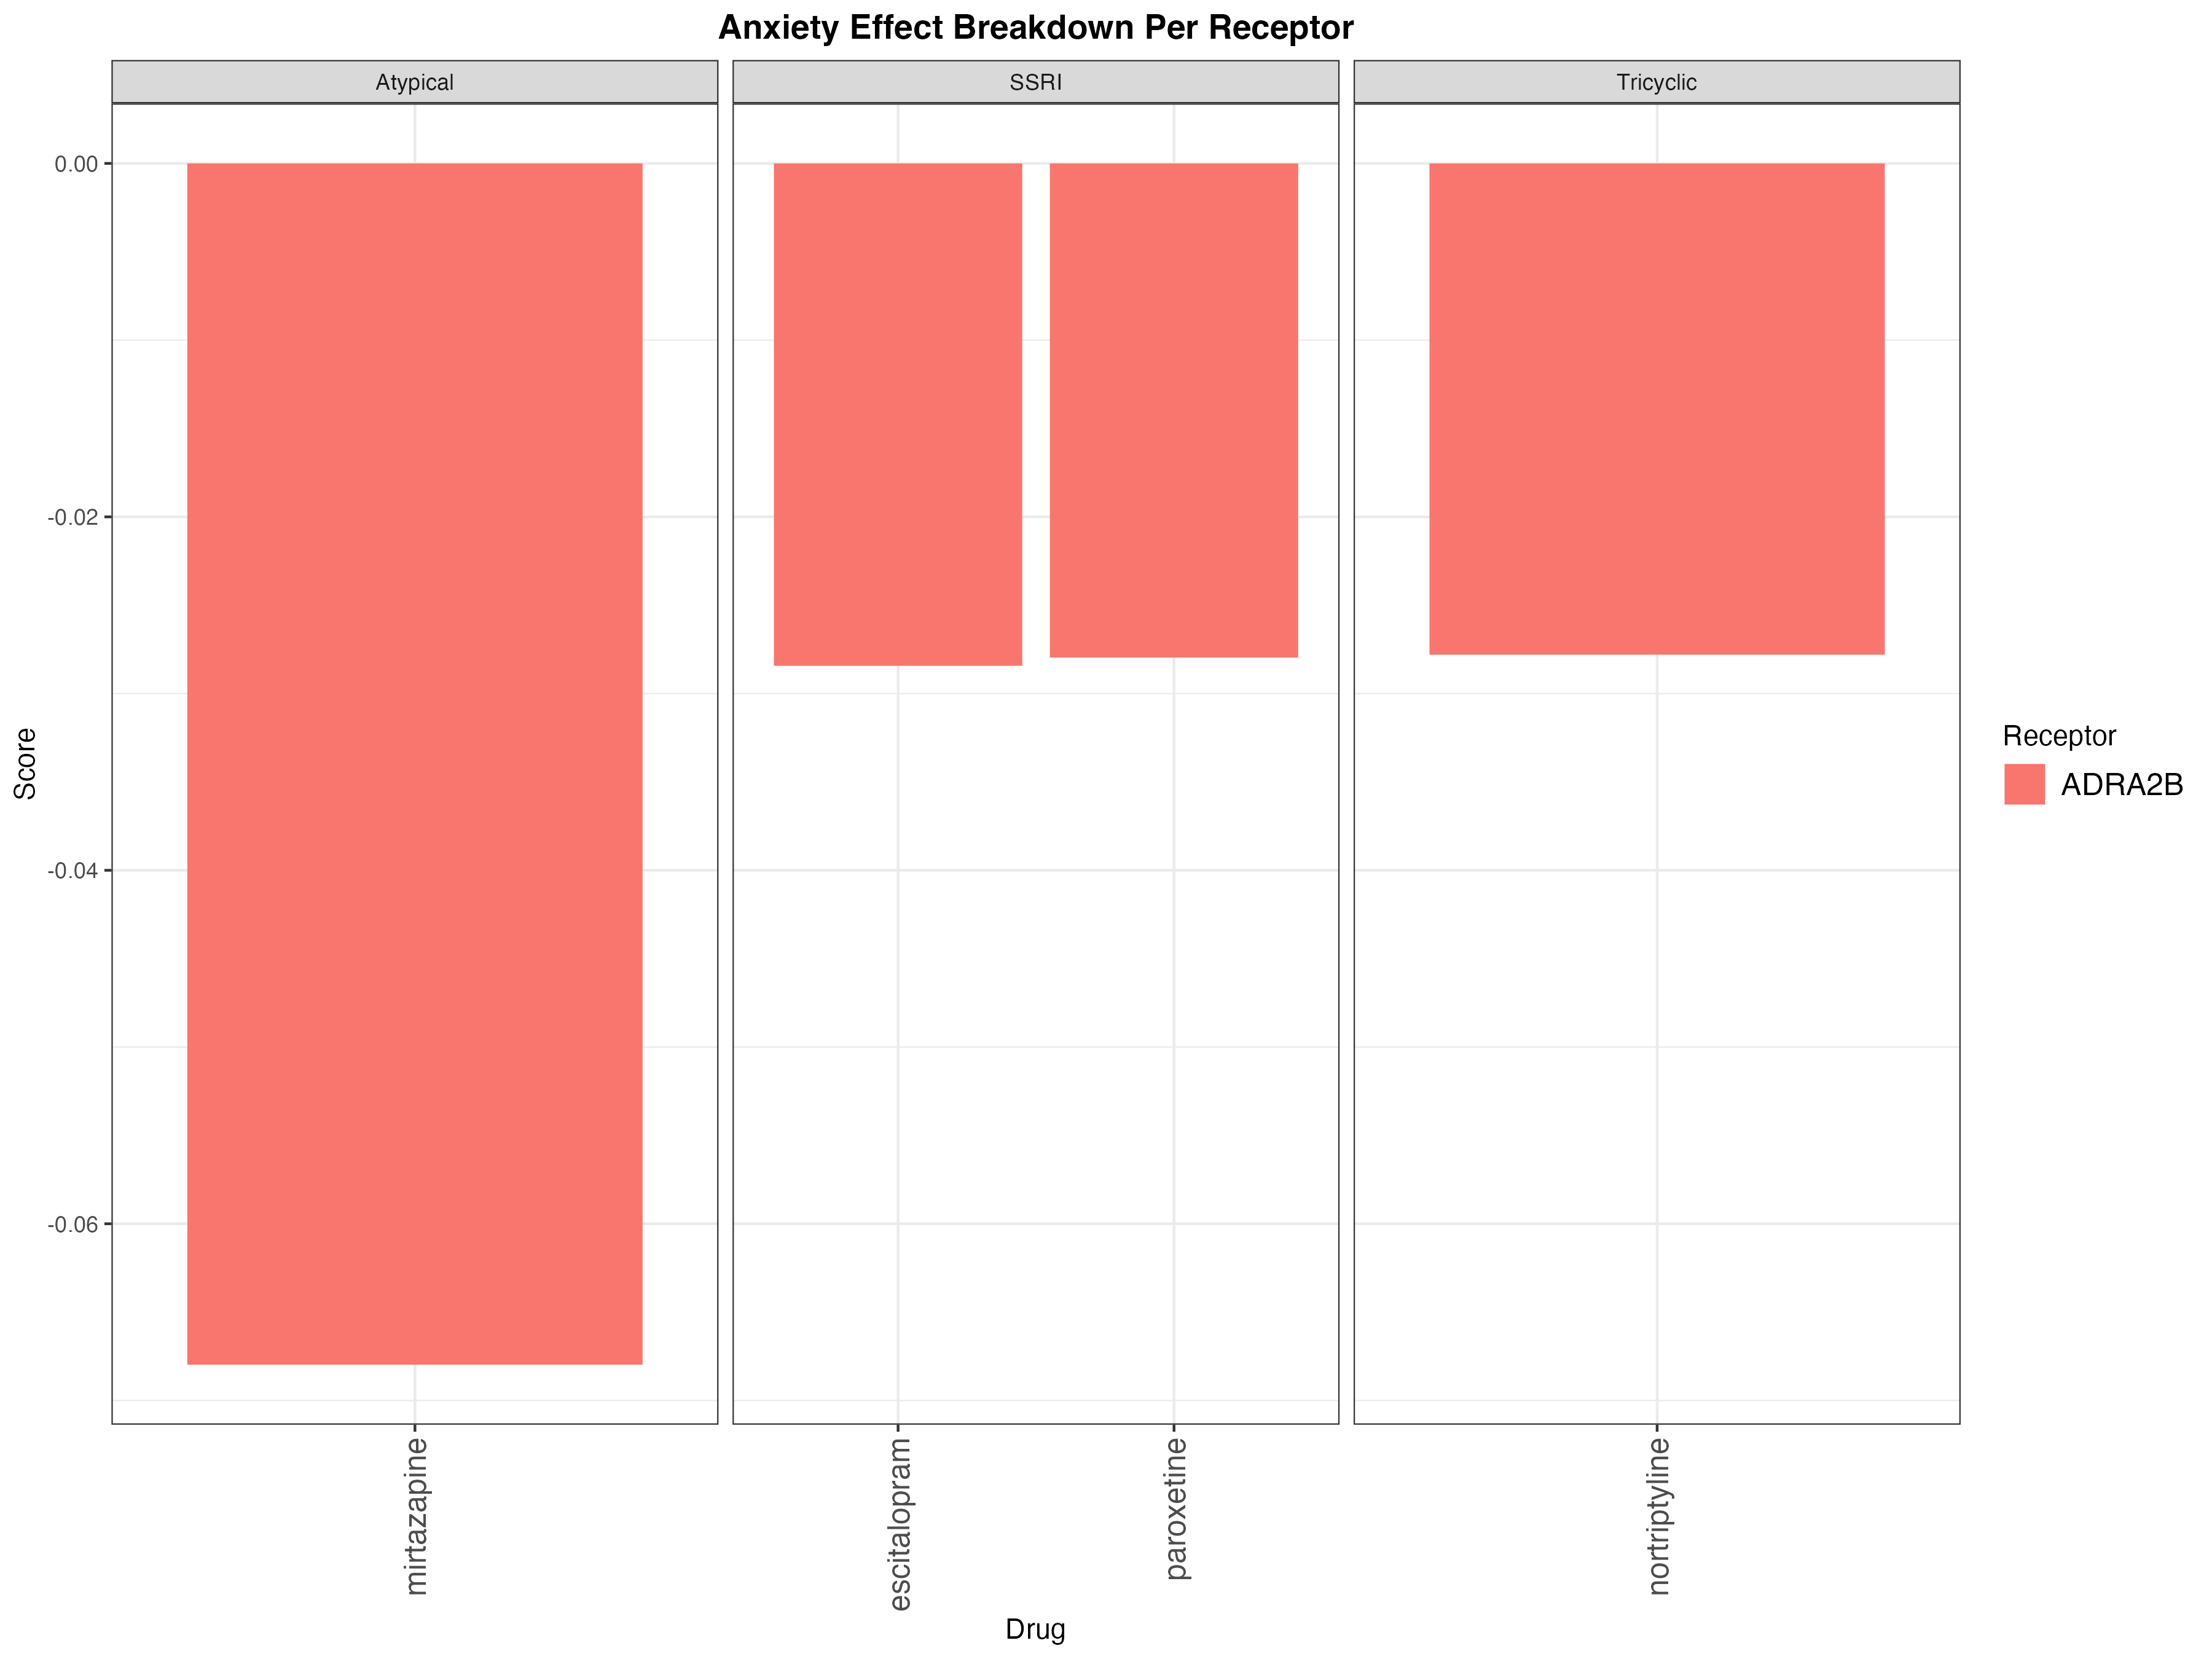 Anxiety Effect Breakdown Per Receptor
Atypical
SSRI
Tricyclic
0.00
-0.02
-0.04
-0.06
Score
mirtazapine
escitalopram
paroxetine
nortriptyline
Drug
Receptor
ADRA2B